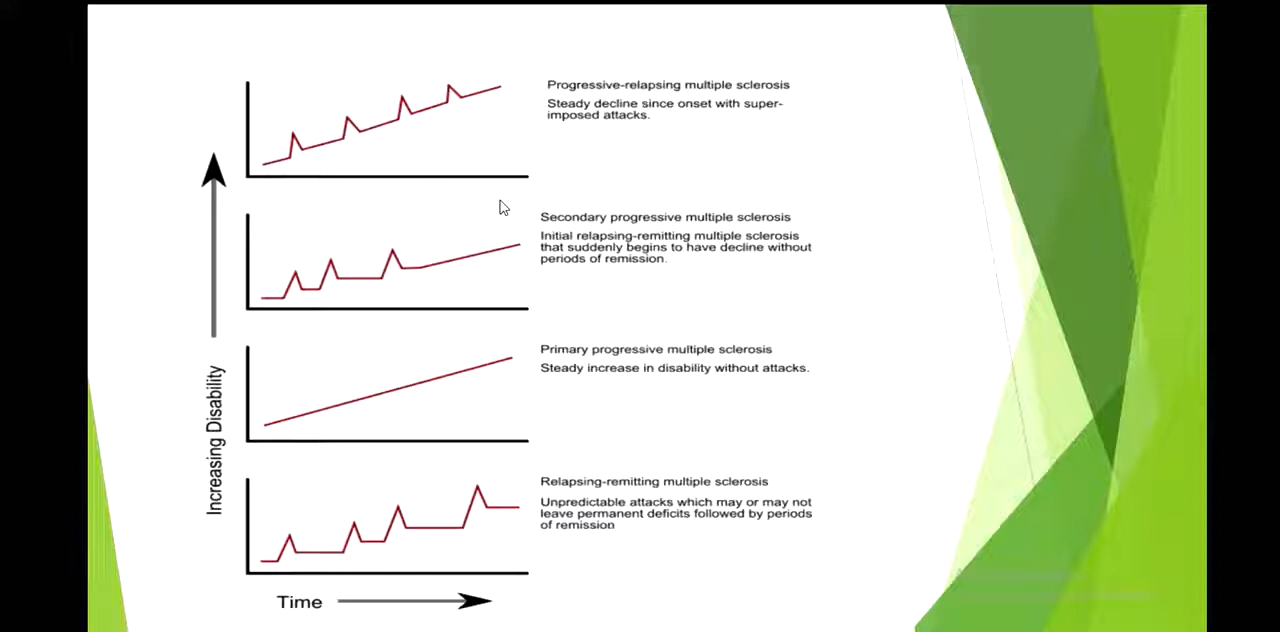 Progressive-relapsing multiple sclerosis
Steady decline since onset with super-
imposed attacks.
Secondary progressive multiple sclerosis
Initial relapsing-remitting multiple sclerosis
that suddenly begins to have decline without
periods of remission.
Primary progressive multiple sclerosis
Steady increase in disability without attacks.
Relapsing-remitting multiple sclerosis
Unpredictable attacks which may or may not
leave permanent deficits followed by periods
of remission
Increasing Disability
Time